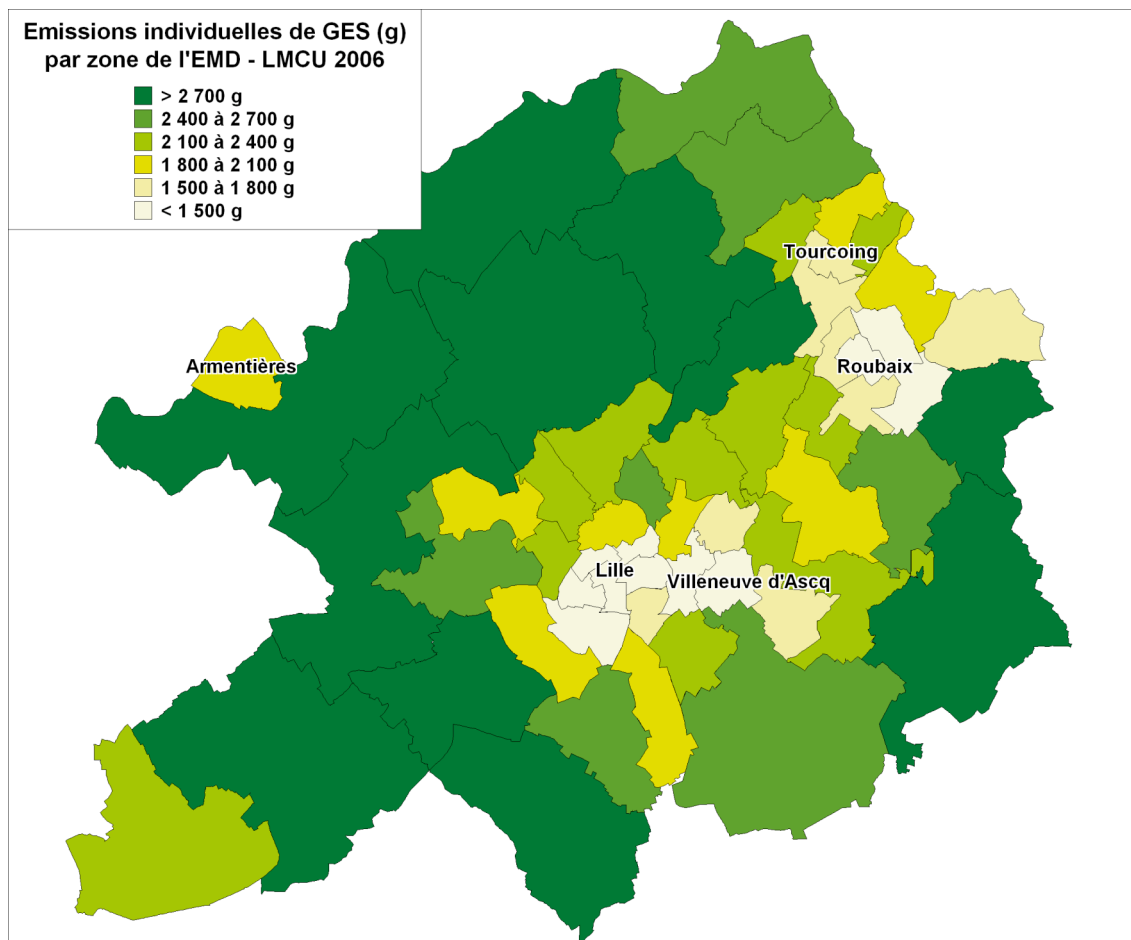 Emissions individuelles de GES (g)
par zone de l'EMD - LMCU 2006
> 2 700 g
2 400 à 2 700 g
2 100 à 2 400 g
1 800 à 2 100 g
1 500 à 1 800 g
< 1 500 g
Tourcoing
Armentières
Roubaix
Lille
Villeneuve d'Ascq